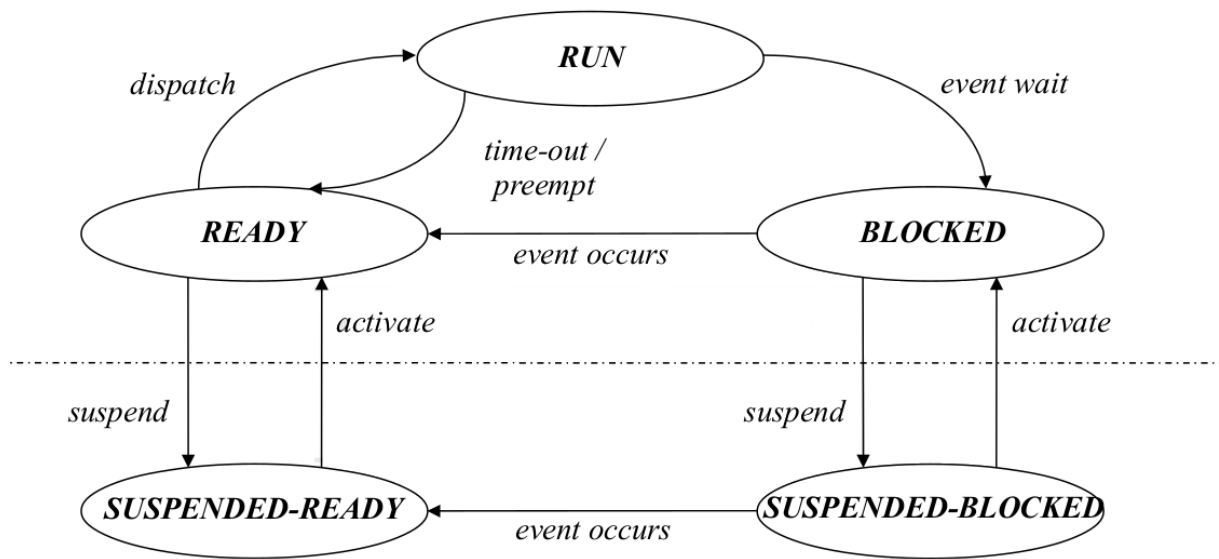 RUN
dispatch
event wait
time-out /
preempt
READY
BLOCKED
event occurs
activate
activate
suspend
suspend
SUSPENDED-READY
SUSPENDED-BLOCKED
event occurs